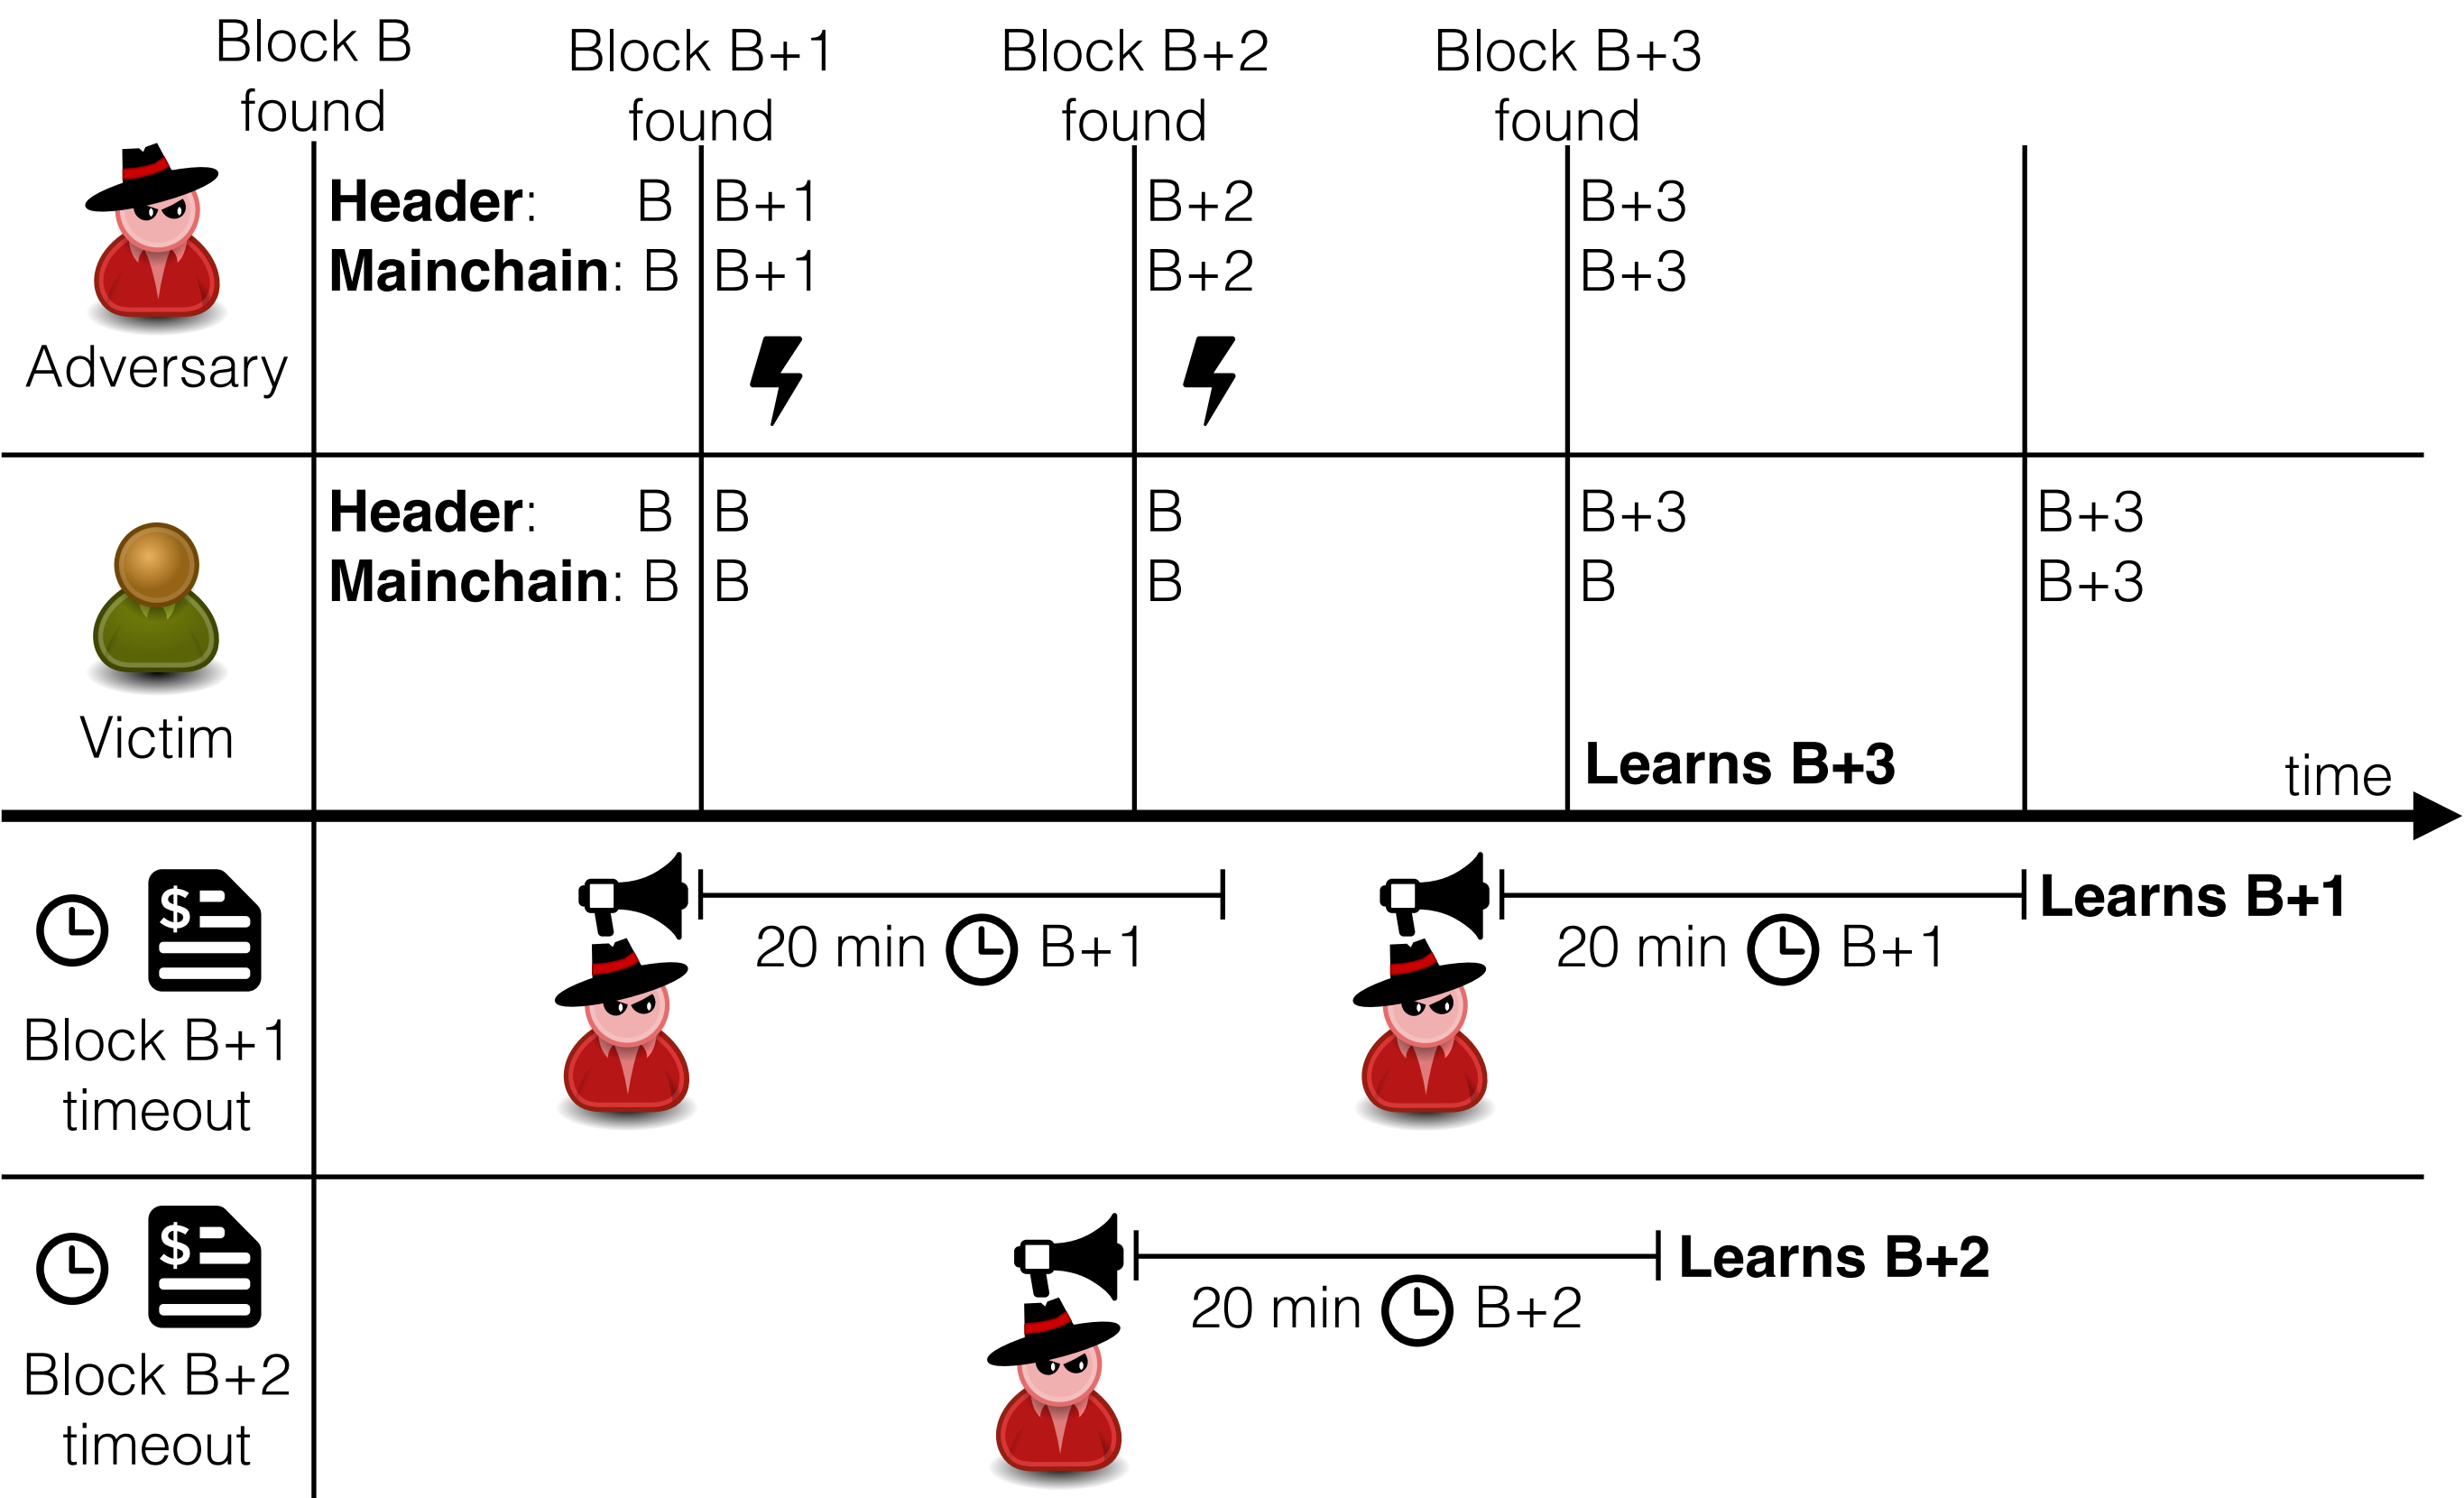 Block B
found
Block B+1
found
Block B+2
found
Block B+3
found
Adversary
Header: B B+1 B+2 B+3
Mainchain: B B+1 B+2 B+3
Victim
Header: B B B B+3 B+3
Mainchain: B B B B B+3
Learns B+3
time
$
Block B+1
timeout
20 min B+1
20 min B+1
Learns B+1
$
Block B+2
timeout
20 min B+2
Learns B+2